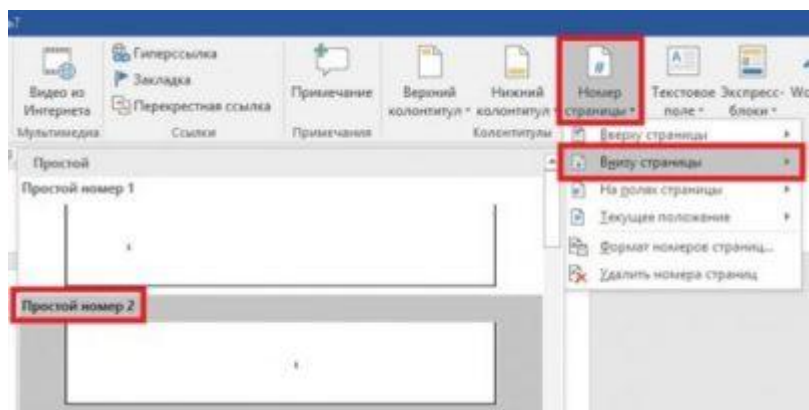 Видео из Интернета
Мультимедиа
Гиперссылка
Закладка
Перекрестная ссылка
Ссылки
Примечание
Примечания
Верхний колонтитул
Нижний колонтитул
Номер страницы
Колонтитулы
Текстовое поле
Экспресс-блоки
Wo
Вверху страницы
Внизу страницы
На полях страницы
Текущее положение
Формат номеров страниц...
Удалить номера страниц
Простой
Простой номер 1
Простой номер 2